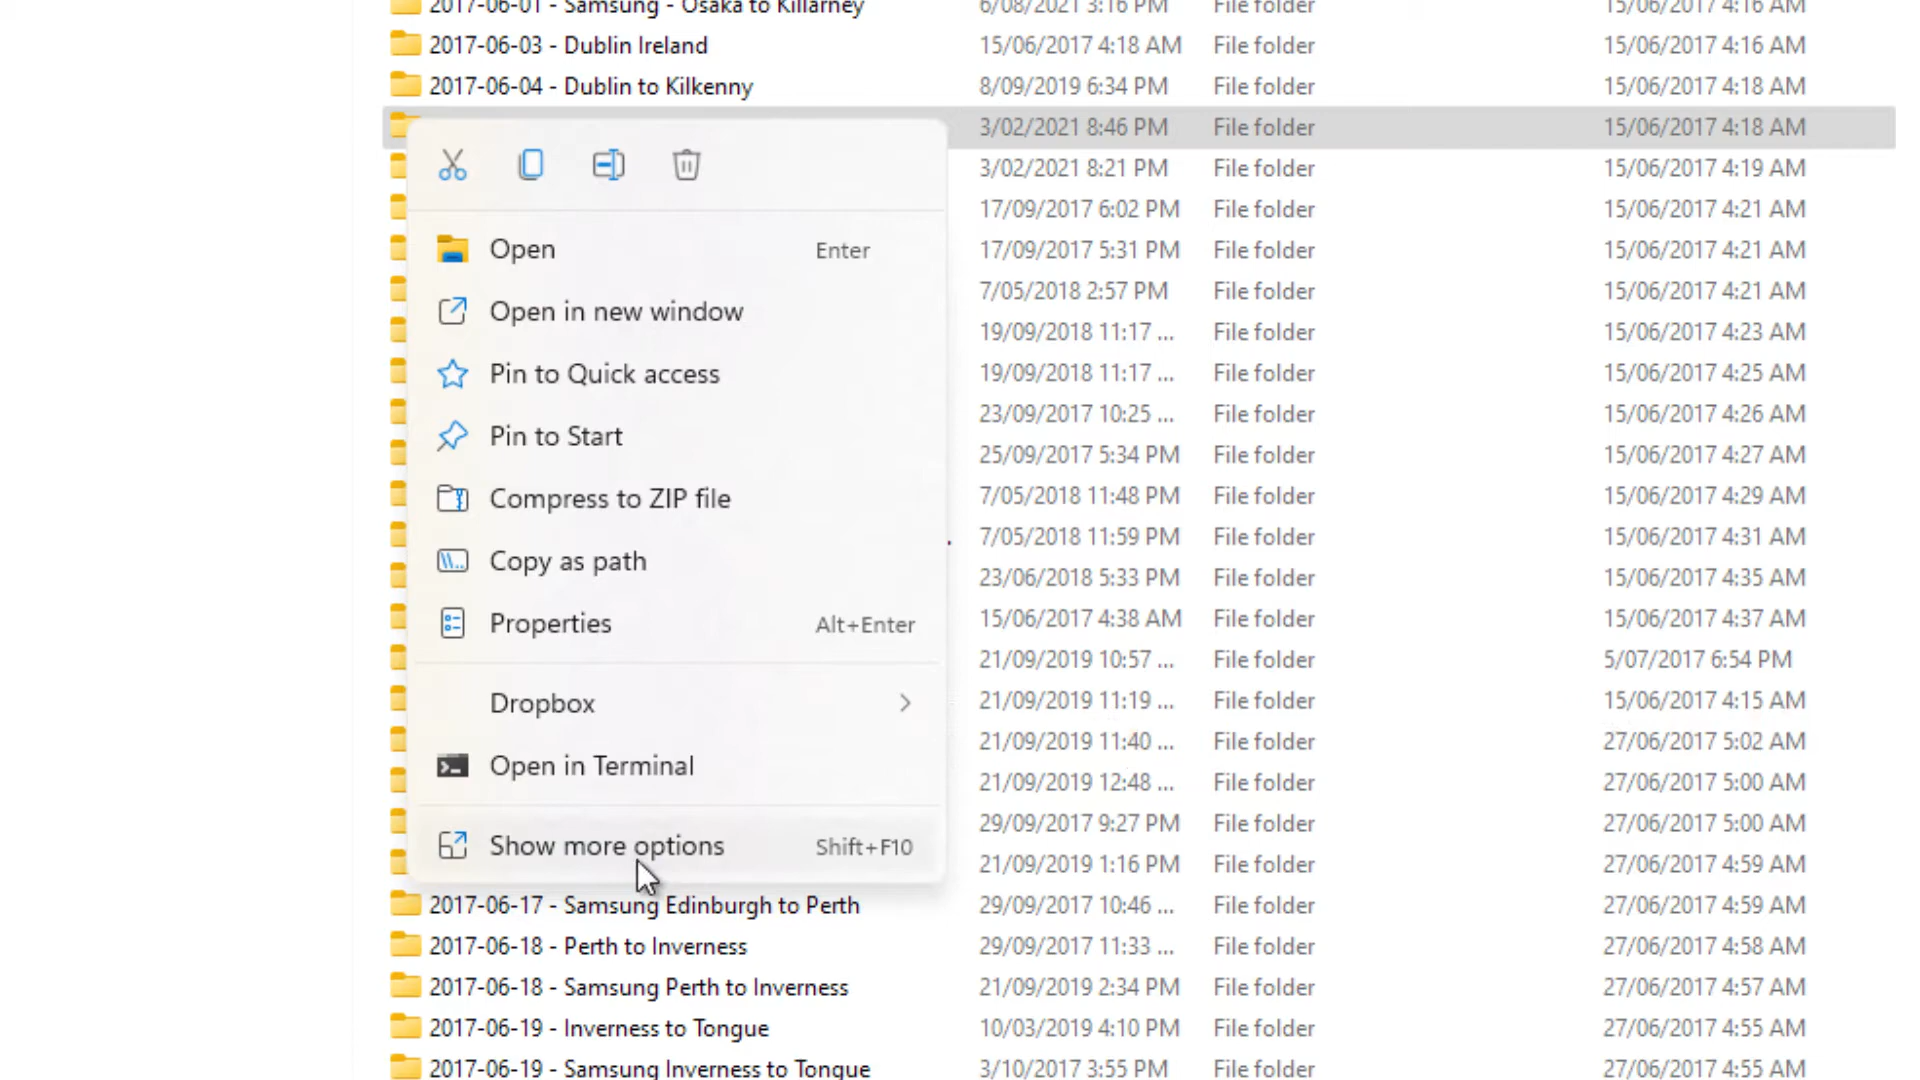 2017-06-01 - Samsung - Osaka to Killarney 6/08/2021 3:16 PM File folder 15/06/2017 4:16 AM
2017-06-03 - Dublin Ireland 15/06/2017 4:18 AM File folder 15/06/2017 4:16 AM
2017-06-04 - Dublin to Kilkenny 8/09/2019 6:34 PM File folder 15/06/2017 4:18 AM
3/02/2021 8:46 PM File folder 15/06/2017 4:18 AM
3/02/2021 8:21 PM File folder 15/06/2017 4:19 AM
17/09/2017 6:02 PM File folder 15/06/2017 4:21 AM
Open Enter 17/09/2017 5:31 PM File folder 15/06/2017 4:21 AM
7/05/2018 2:57 PM File folder 15/06/2017 4:21 AM
Open in new window
19/09/2018 11:17 ... File folder 15/06/2017 4:23 AM
Pin to Quick access 19/09/2018 11:17 ... File folder 15/06/2017 4:25 AM
23/09/2017 10:25 ... File folder 15/06/2017 4:26 AM
Pin to Start
25/09/2017 5:34 PM File folder 15/06/2017 4:27 AM
Compress to ZIP file 7/05/2018 11:48 PM File folder 15/06/2017 4:29 AM
7/05/2018 11:59 PM File folder 15/06/2017 4:31 AM
Copy as path
23/06/2018 5:33 PM File folder 15/06/2017 4:35 AM
Properties Alt+Enter 15/06/2017 4:38 AM File folder 15/06/2017 4:37 AM
21/09/2019 10:57 ... File folder 5/07/2017 6:54 PM
Dropbox 21/09/2019 11:19 ... File folder 15/06/2017 4:15 AM
21/09/2019 11:40 ... File folder 27/06/2017 5:02 AM
Open in Terminal
21/09/2019 12:48 ... File folder 27/06/2017 5:00 AM
29/09/2017 9:27 PM File folder 27/06/2017 5:00 AM
Show more options Shift+F10
21/09/2019 1:16 PM File folder 27/06/2017 4:59 AM
2017-06-17 - Samsung Edinburgh to Perth 29/09/2017 10:46 ... File folder 27/06/2017 4:59 AM
2017-06-18 - Perth to Inverness 29/09/2017 11:33 ... File folder 27/06/2017 4:58 AM
2017-06-18 - Samsung Perth to Inverness 21/09/2019 2:34 PM File folder 27/06/2017 4:57 AM
2017-06-19 - Inverness to Tongue 10/03/2019 4:10 PM File folder 27/06/2017 4:55 AM
2017-06-19 - Samsung Inverness to Tongue 3/10/2017 3:55 PM File folder 27/06/2017 4:55 AM